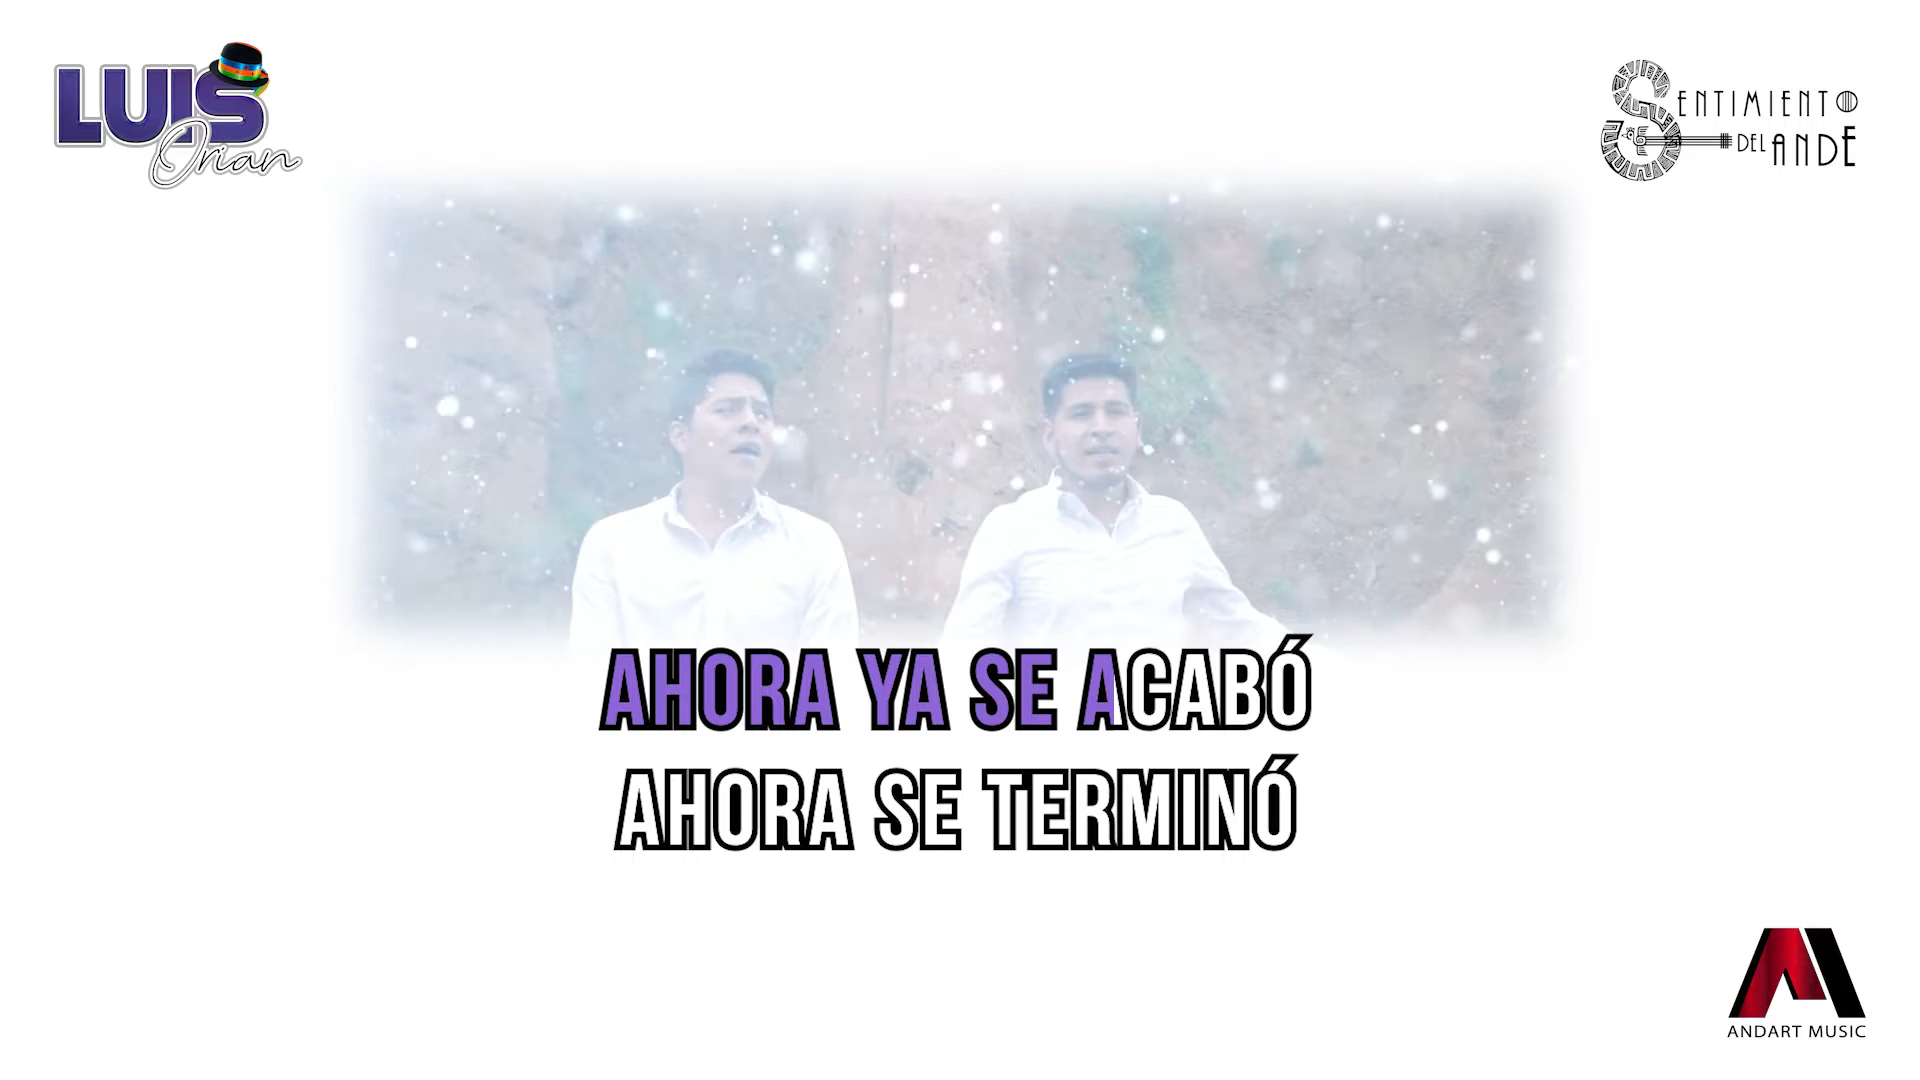 LUIS
Orian
SENTIMIENTO
DEL ANDE
AHORA YA SE ACABÓ
AHORA SE TERMINÓ
ANDART MUSIC